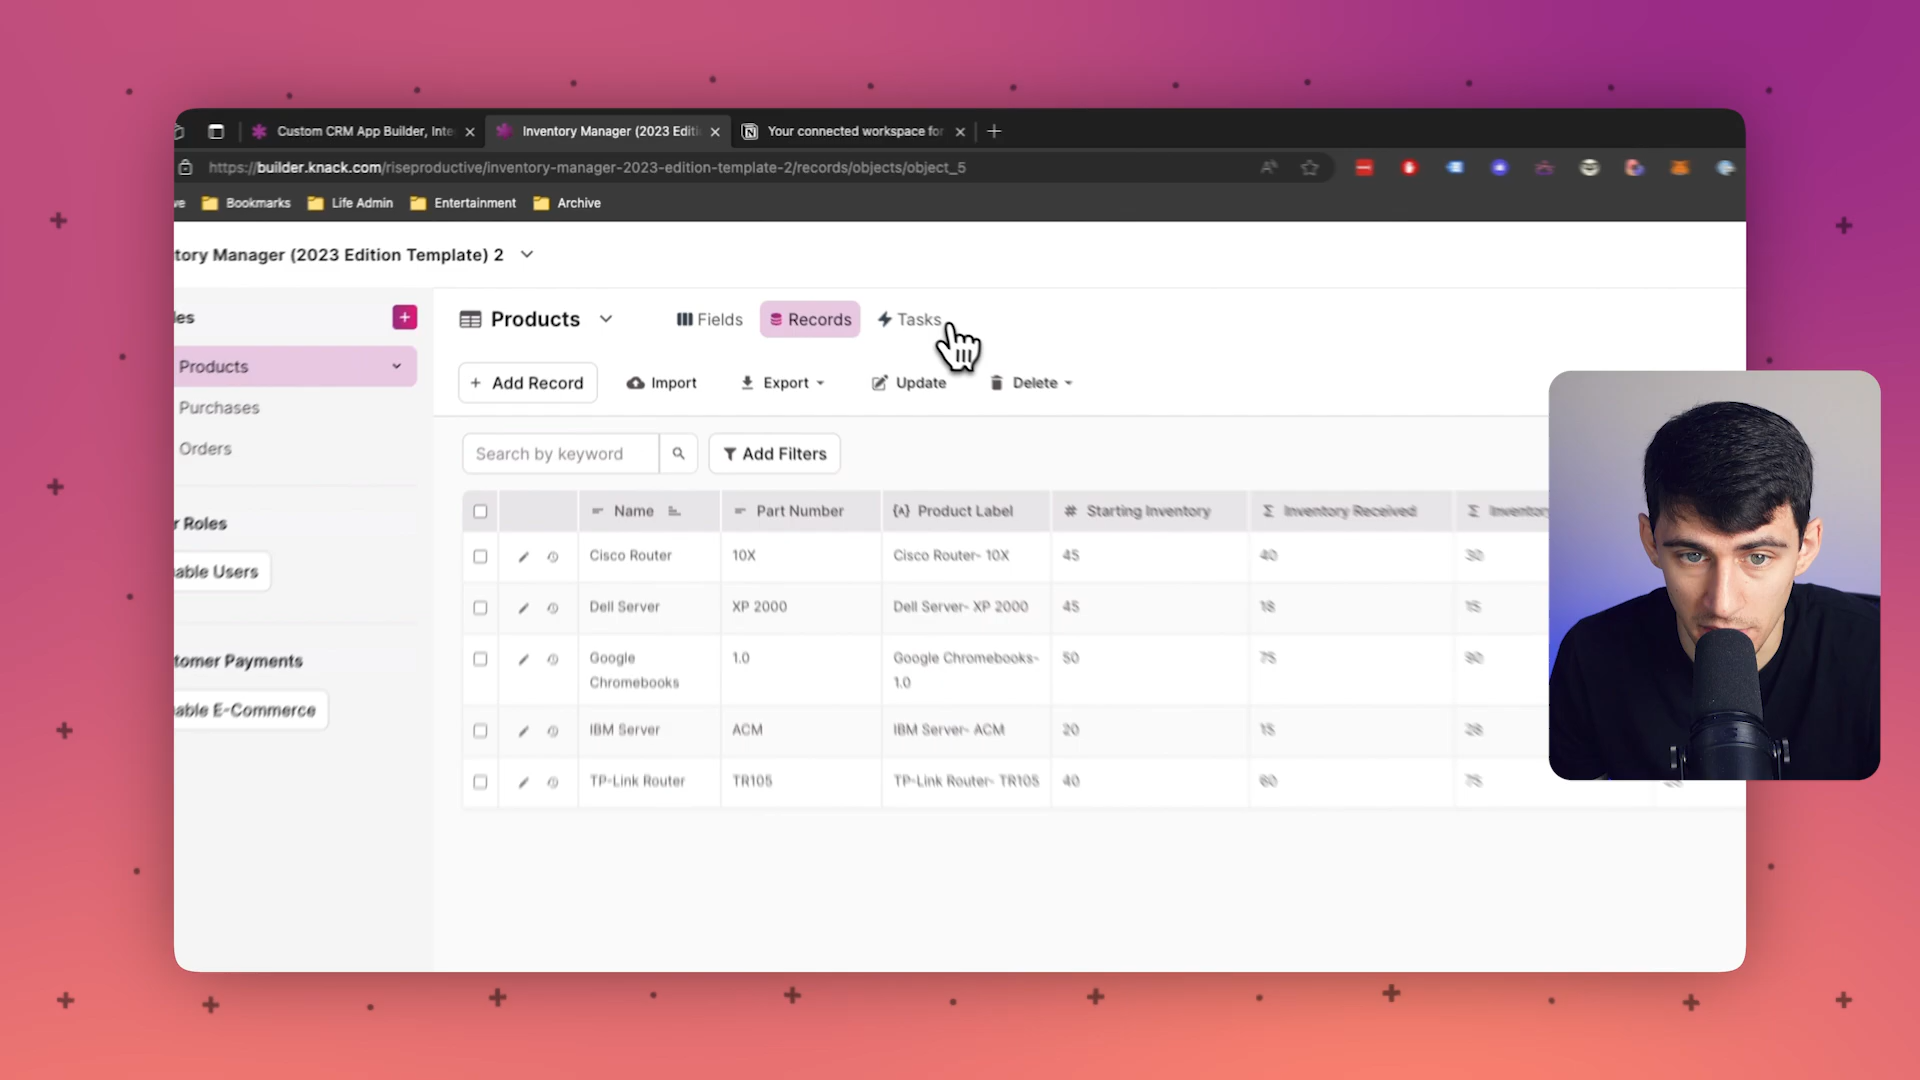 Custom CRM App Builder, Inte
Inventory Manager (2023 Editi
Your connected workspace for
https://builder.knack.com/riseproductive/inventory-manager-2023-edition-template-2/records/objects/object_5
ve Bookmarks Life Admin Entertainment Archive
tory Manager (2023 Edition Template) 2
les
Products
Purchases
Orders
r Roles
able Users
tomer Payments
able E-Commerce
Products Fields Records Tasks
+ Add Record Import Export Update Delete
Search by keyword Add Filters
Name Part Number Product Label # Starting Inventory Σ Inventory Received Σ Inventory
Cisco Router 10X Cisco Router- 10X 45 40 30
Dell Server XP 2000 Dell Server- XP 2000 45 18 15
Google Chromebooks 1.0 Google Chromebooks- 1.0 50 75 90
IBM Server ACM IBM Server- ACM 20 15 28
TP-Link Router TR105 TP-Link Router- TR105 40 60 75